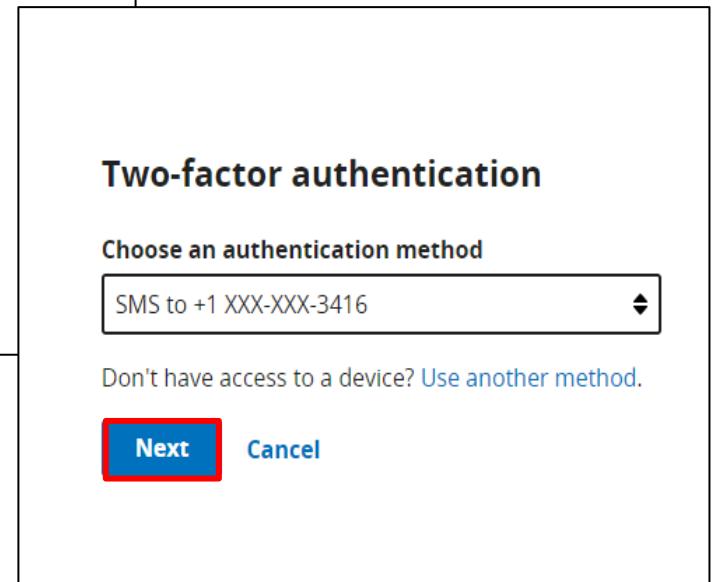 Two-factor authentication
Choose an authentication method
SMS to +1 XXX-XXX-3416
Don't have access to a device? Use another method.
Next Cancel